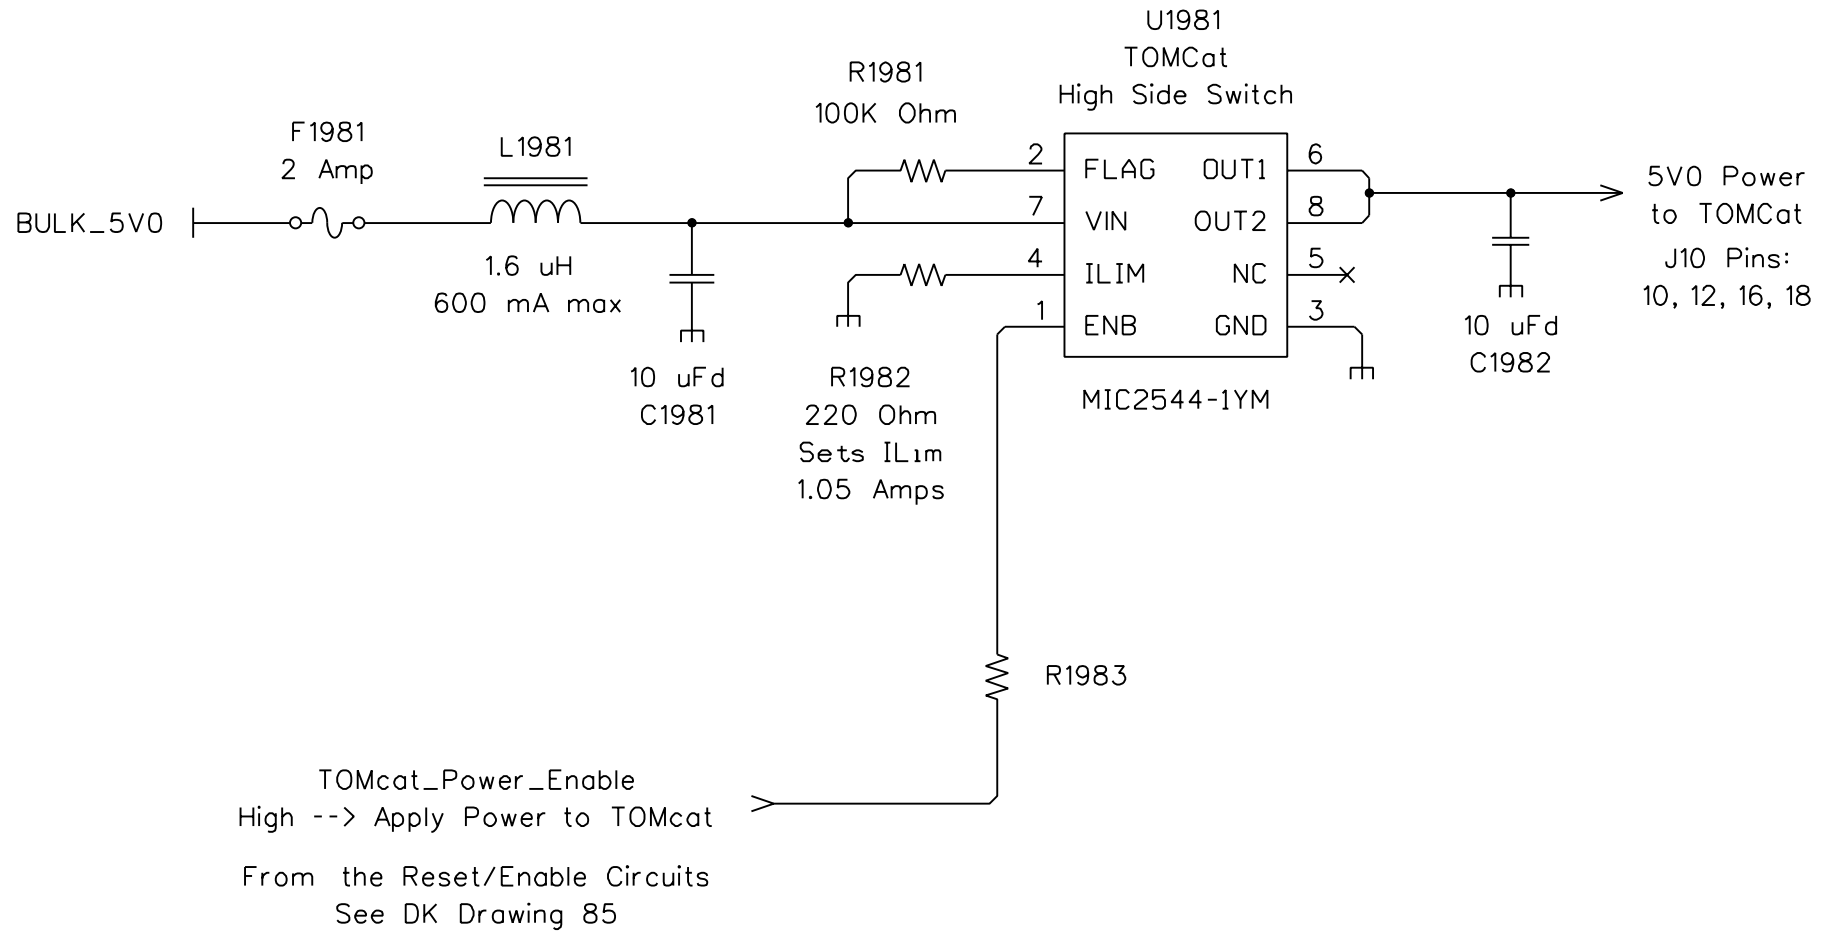 U1981
TOMCat
High Side Switch
R1981
100K Ohm
F1981
2 Amp
L1981
BULK_5V0
1.6 uH
600 mA max
10 uFd
C1981
R1982
220 Ohm
Sets ILim
1.05 Amps
2 FLAG OUT1 6
7 VIN OUT2 8
4 ILIM NC 5
1 ENB GND 3
MIC2544-1YM
5V0 Power
to TOMCat
J10 Pins:
10, 12, 16, 18
10 uFd
C1982
R1983
TOMcat_Power_Enable
High --> Apply Power to TOMcat
From the Reset/Enable Circuits
See DK Drawing 85